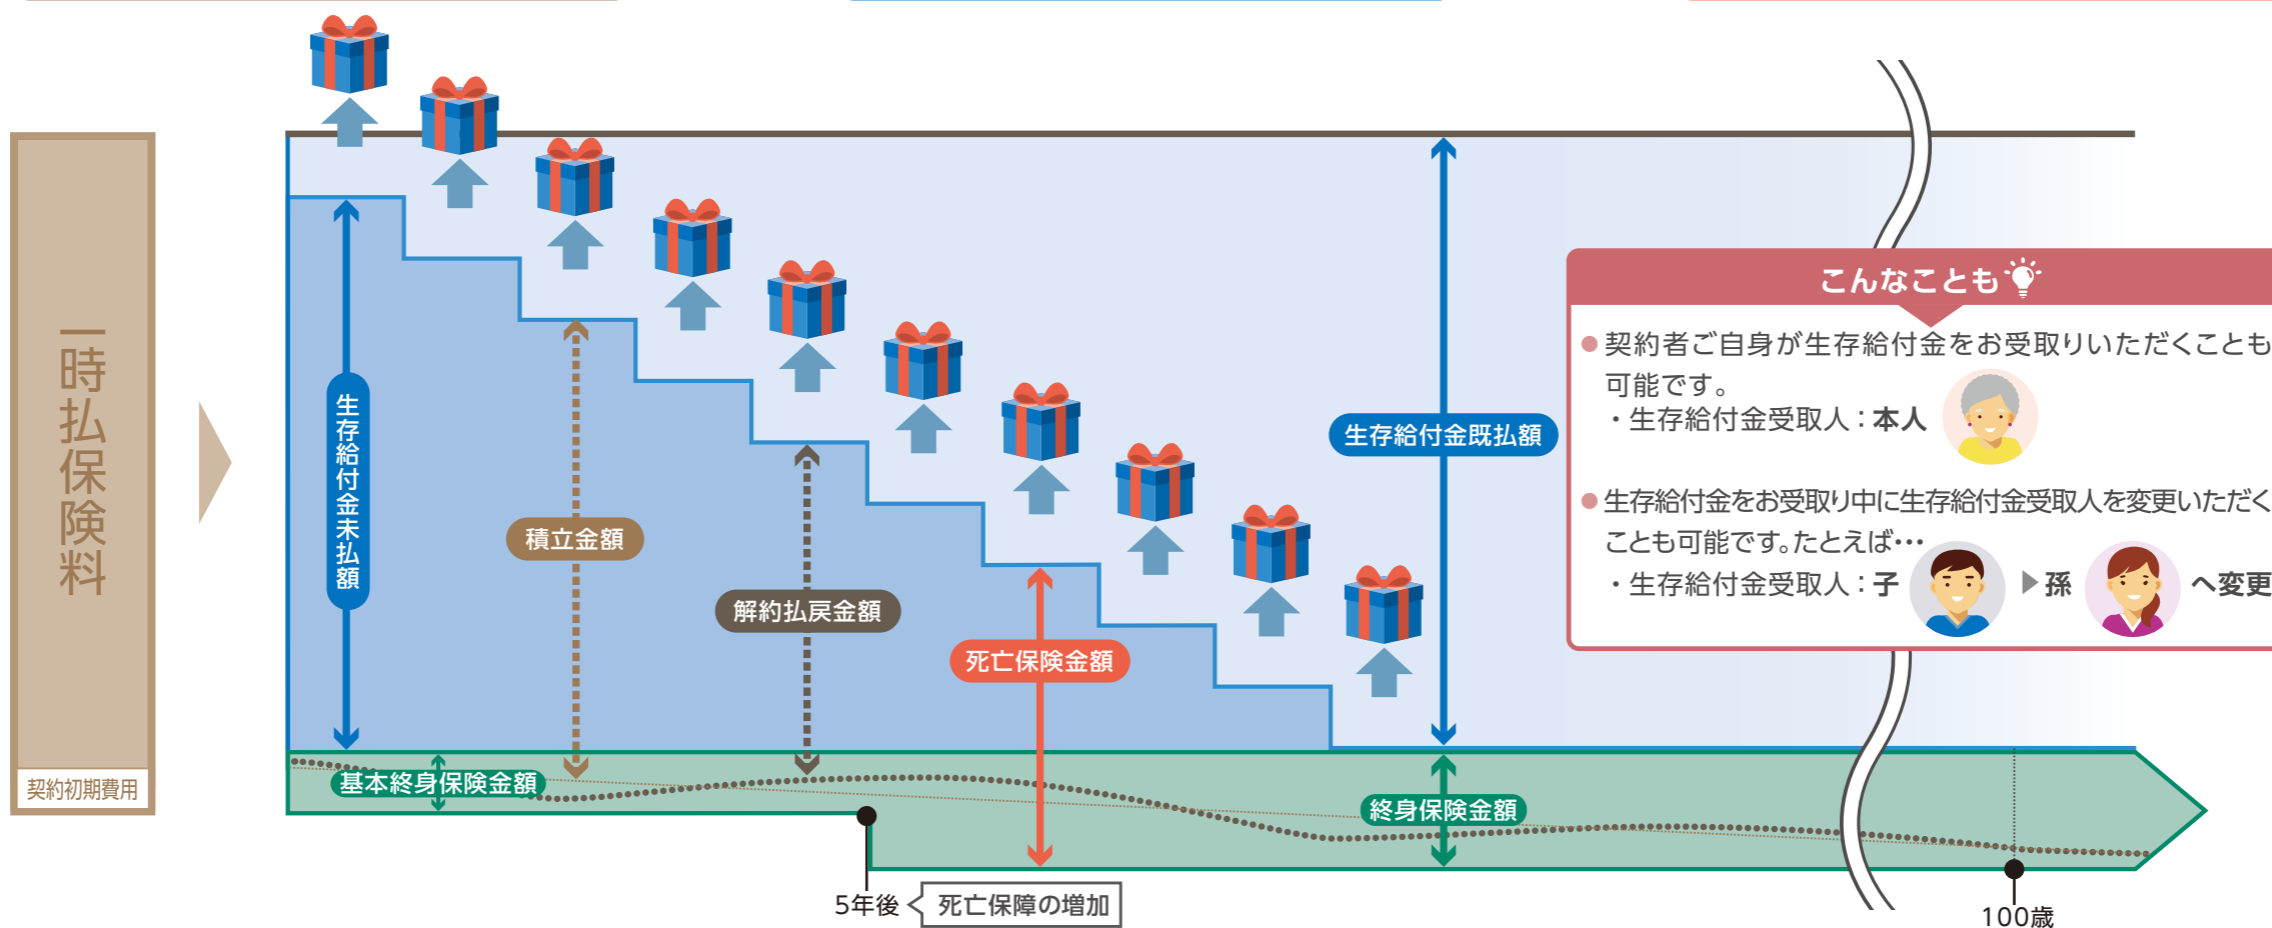 一時払保険料
契約初期費用
生存給付金未払額
積立金額
解約払戻金額
死亡保険金額
生存給付金既払額
基本終身保険金額
終身保険金額
5年後
死亡保障の増加
100歳
こんなことも
● 契約者ご自身が生存給付金をお受取りいただくことも
可能です。
・生存給付金受取人：本人
● 生存給付金をお受取り中に生存給付金受取人を変更いただく
ことも可能です。たとえば…
・生存給付金受取人：子 ▶ 孫 へ変更